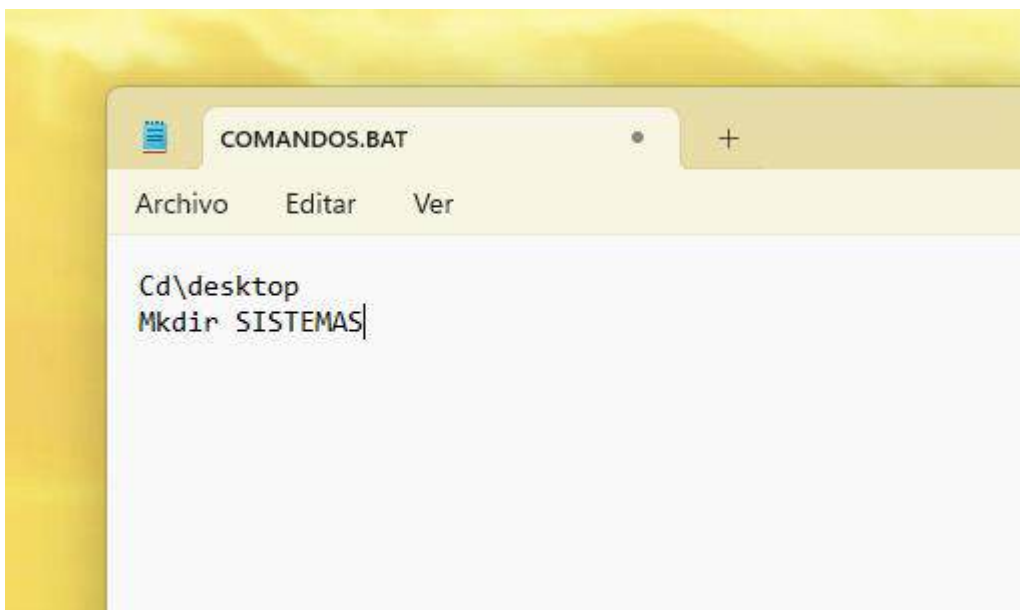 COMANDOS.BAT
Archivo Editar Ver
Cd\desktop
Mkdir SISTEMAS